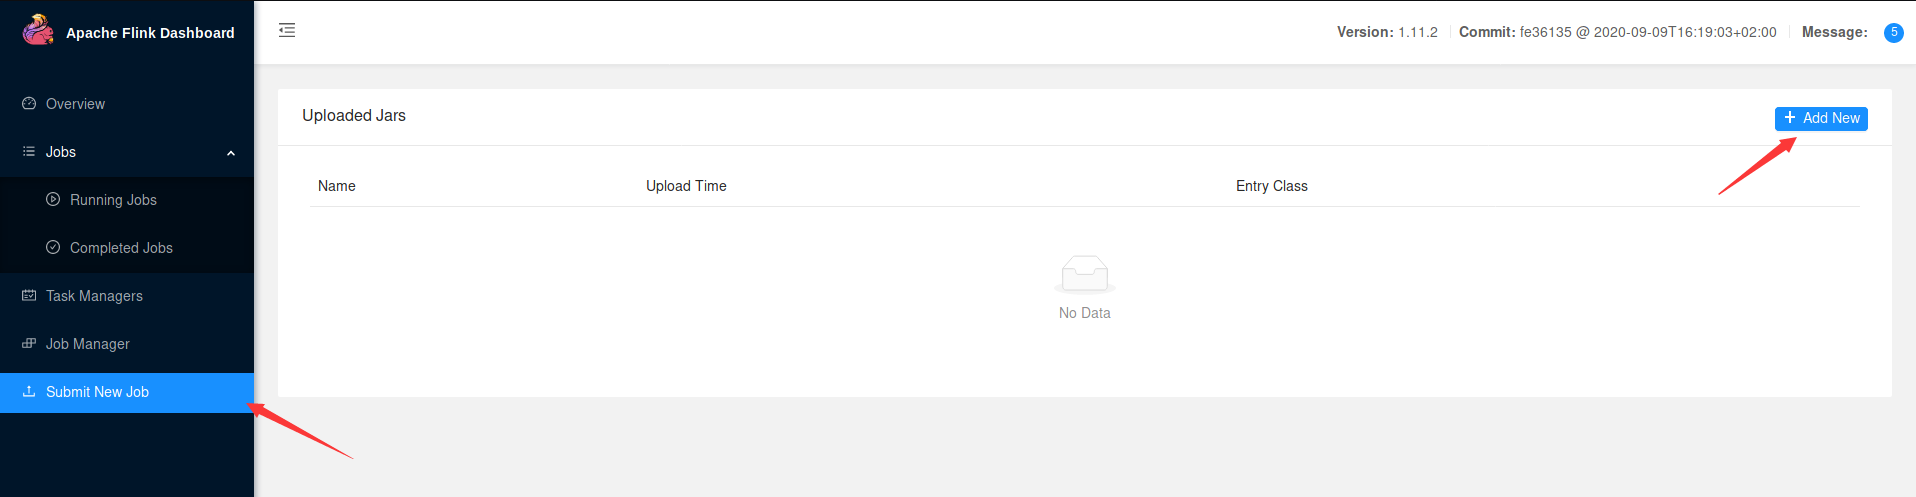 Apache Flink Dashboard
Version: 1.11.2 Commit: fe36135 @ 2020-09-09T16:19:03+02:00 Message: 5
Overview
Jobs
Running Jobs
Completed Jobs
Task Managers
Job Manager
Submit New Job
Uploaded Jars
Add New
Name Upload Time Entry Class
No Data